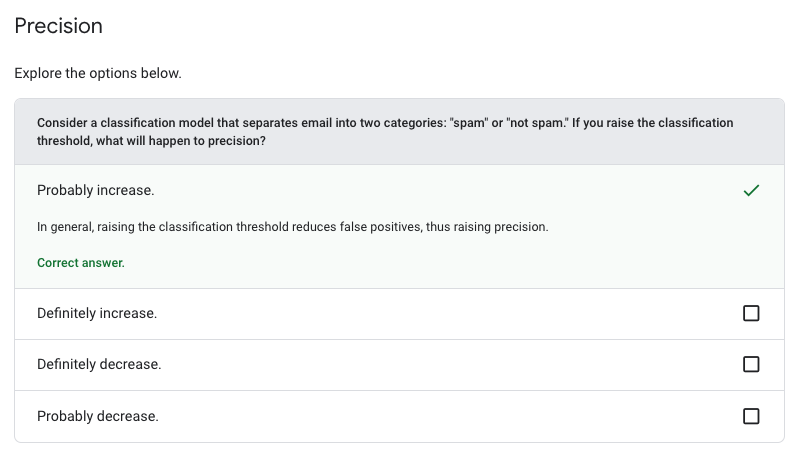 Precision
Explore the options below.
Consider a classification model that separates email into two categories: "spam" or "not spam." If you raise the classification
threshold, what will happen to precision?
Probably increase.
In general, raising the classification threshold reduces false positives, thus raising precision.
Correct answer.
Definitely increase.
Definitely decrease.
Probably decrease.